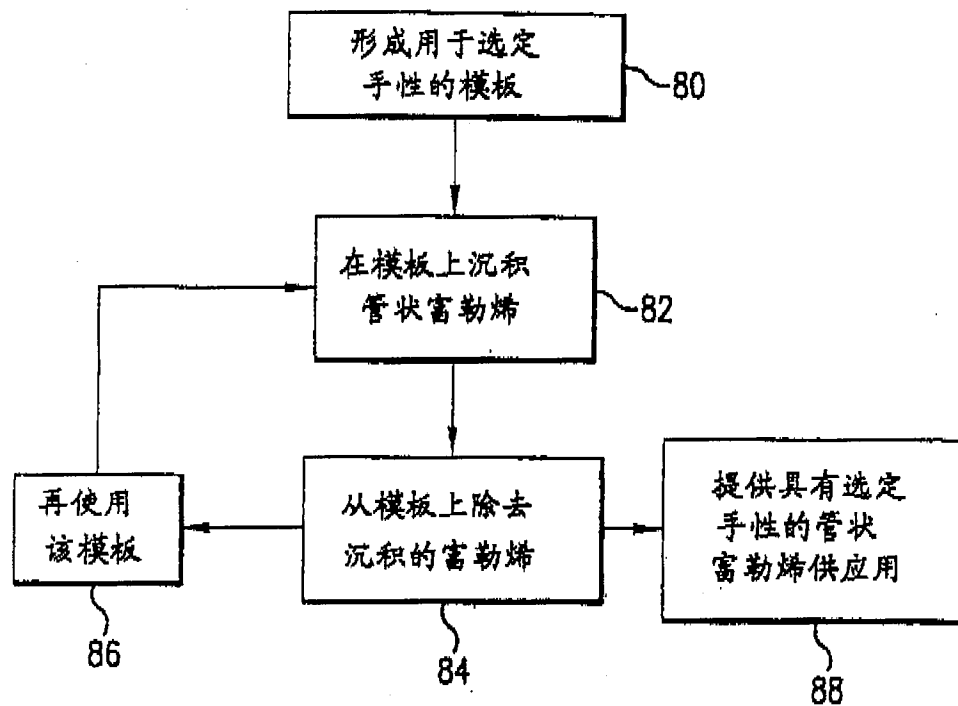 形成用于选定
手性的模板
80
在模板上沉积
管状富勒烯
82
再使用
该模板
86
从模板上除去
沉积的富勒烯
84
提供具有选定
手性的管状
富勒烯供应用
88